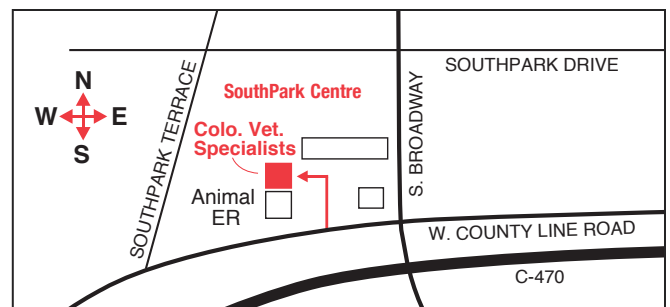 SOUTHPARK DRIVE
SOUTHPARK TERRACE
N
W E
S
SouthPark Centre
Colo. Vet.
Specialists
Animal
ER
S. BROADWAY
W. COUNTY LINE ROAD
C-470